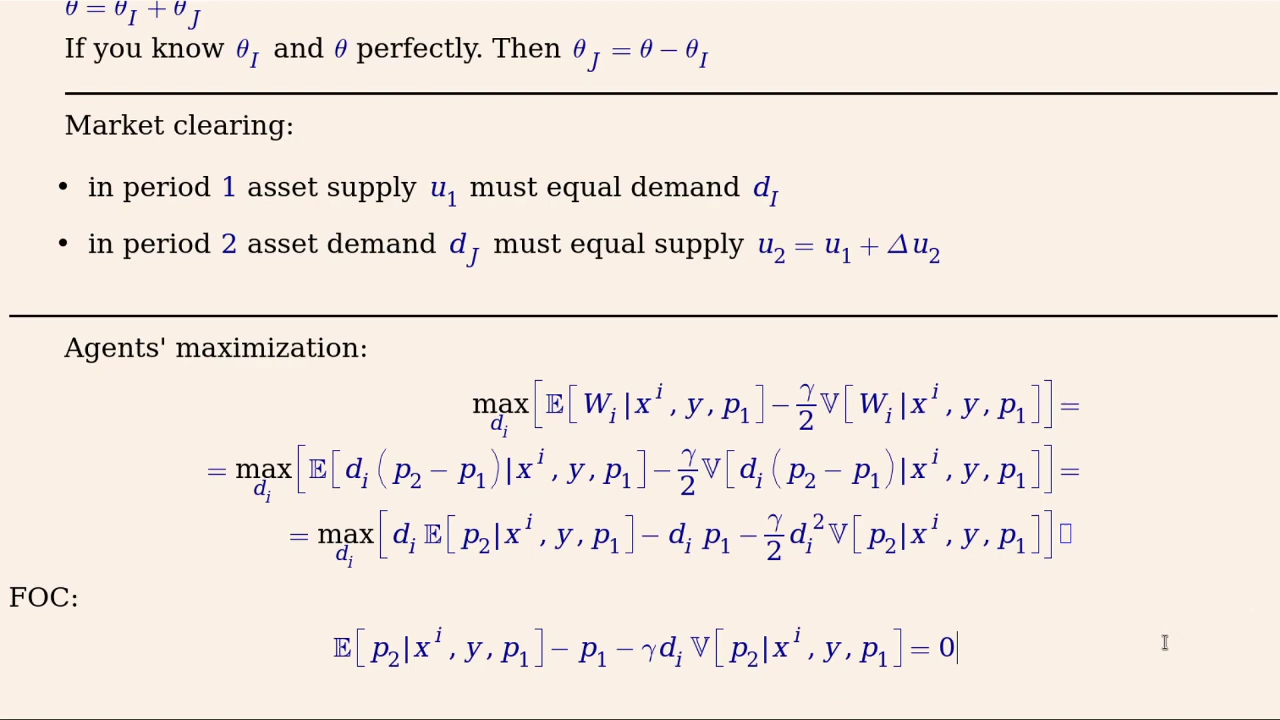 θ = θ_I + θ_J
If you know θ_I and θ perfectly. Then θ_J = θ − θ_I
Market clearing:
• in period 1 asset supply u_1 must equal demand d_I
• in period 2 asset demand d_J must equal supply u_2 = u_1 + Δu_2
Agents' maximization:
max_{d_i} [𝔼[W_i | x^i, y, p_1] − γ/2 𝕍[W_i | x^i, y, p_1]] =
= max_{d_i} [𝔼[d_i (p_2 − p_1) | x^i, y, p_1] − γ/2 𝕍[d_i (p_2 − p_1) | x^i, y, p_1]] =
= max_{d_i} [d_i 𝔼[p_2 | x^i, y, p_1] − d_i p_1 − γ/2 d_i^2 𝕍[p_2 | x^i, y, p_1]]
FOC:
𝔼[p_2 | x^i, y, p_1] − p_1 − γ d_i 𝕍[p_2 | x^i, y, p_1] = 0